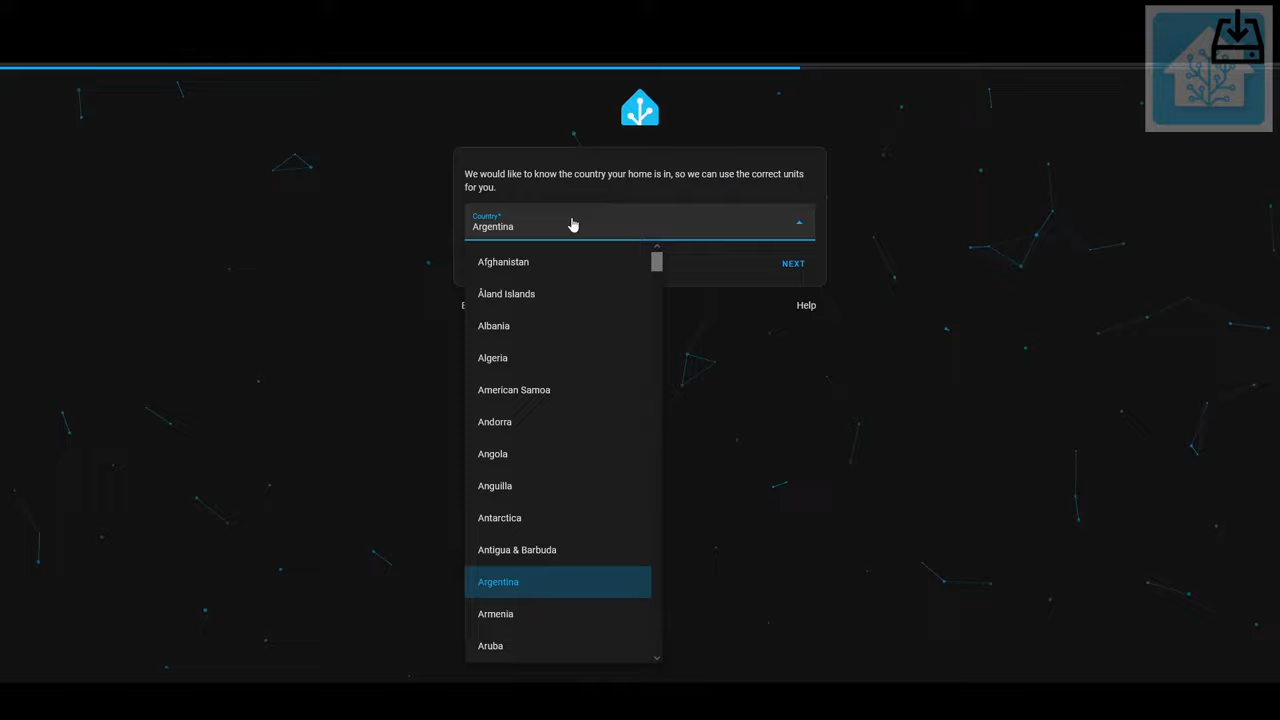 We would like to know the country your home is in, so we can use the correct units
for you.
Country*
Argentina
Afghanistan
NEXT
Åland Islands
Help
Albania
Algeria
American Samoa
Andorra
Angola
Anguilla
Antarctica
Antigua & Barbuda
Argentina
Armenia
Aruba